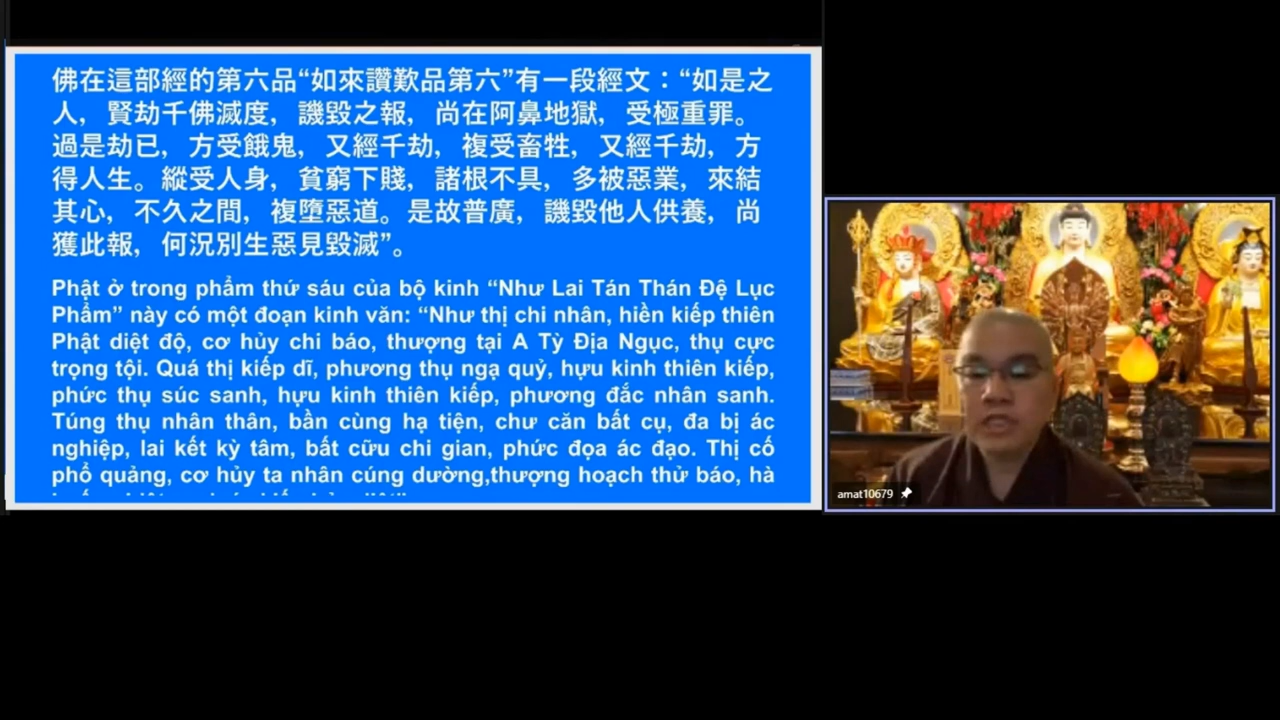 佛在這部經的第六品“如來讚歎品第六”有一段經文：“如是之
人，賢劫千佛滅度，譏毀之報，尚在阿鼻地獄，受極重罪。
過是劫已，方受餓鬼，又經千劫，複受畜牲，又經千劫，方
得人生。縱受人身，貧窮下賤，諸根不具，多被惡業，來結
其心，不久之間，複墮惡道。是故普廣，譏毀他人供養，尚
獲此報，何況別生惡見毀滅”。
Phật ở trong phẩm thứ sáu của bộ kinh “Như Lai Tán Thán Đệ Lục
Phẩm” này có một đoạn kinh văn: “Như thị chi nhân, hiền kiếp thiên
Phật diệt độ, cơ hủy chi báo, thượng tại A Tỳ Địa Ngục, thụ cực
trọng tội. Quá thị kiếp dĩ, phương thụ ngạ quỷ, hựu kinh thiên kiếp,
phức thụ súc sanh, hựu kinh thiên kiếp, phương đắc nhân sanh.
Túng thụ nhân thân, bần cùng hạ tiện, chư căn bất cụ, đa bị ác
nghiệp, lai kết kỳ tâm, bất cữu chi gian, phức đọa ác đạo. Thị cố
phổ quảng, cơ hủy ta nhân cúng dường,thượng hoạch thử báo, hà
amat10679